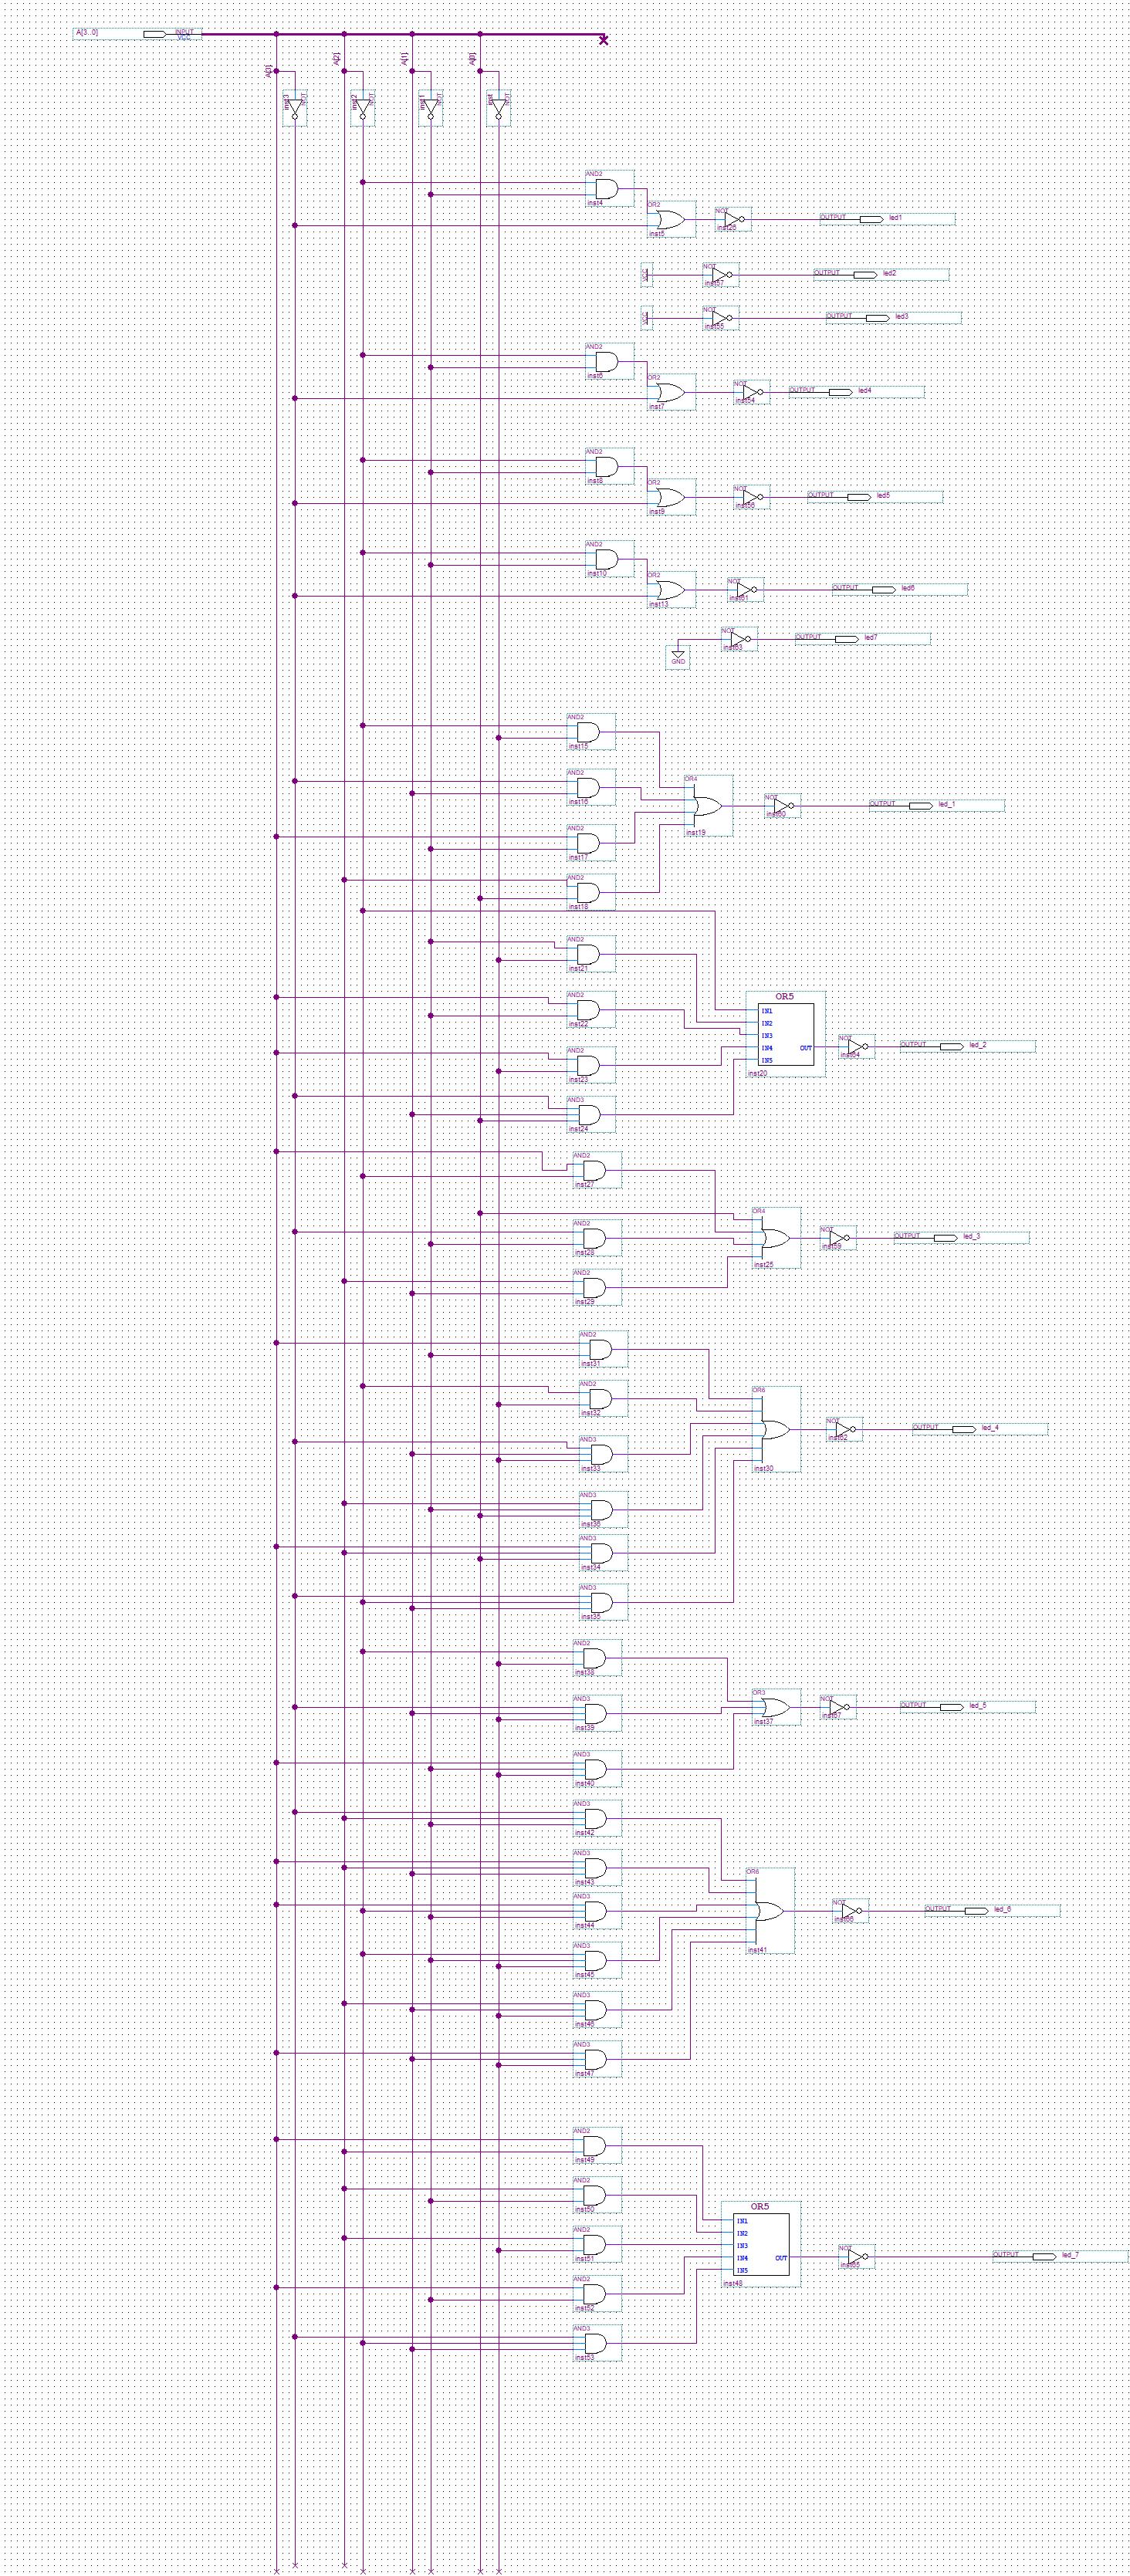 A[3..0] INPUT VCC
A[3] A[2] A[1] A[0]
inst3 NOT inst2 NOT inst1 NOT inst NOT
AND2
inst4
OR2
inst5
NOT
inst26
OUTPUT led1
VCC
NOT
inst57
OUTPUT led2
VCC
NOT
inst55
OUTPUT led3
AND2
inst6
OR2
inst7
NOT
inst54
OUTPUT led4
AND2
inst8
OR2
inst9
NOT
OUTPUT led5
AND2
inst10
OR2
inst13
NOT
inst61
OUTPUT led6
NOT
inst63
OUTPUT led7
GND
AND2
inst15
AND2
inst16
OR4
inst19
NOT
inst60
OUTPUT led_1
AND2
inst17
AND2
inst18
AND2
inst21
AND2
inst22
OR5
IN1
IN2
IN3
IN4
IN5
OUT
inst20
NOT
inst64
OUTPUT led_2
AND2
inst23
AND3
inst24
AND2
inst27
AND2
inst28
OR4
inst25
NOT
inst59
OUTPUT led_3
AND2
inst29
AND2
inst31
AND2
inst32
OR6
inst30
NOT
inst62
OUTPUT led_4
AND3
inst33
AND3
inst36
AND3
inst34
AND3
inst35
AND2
inst38
AND3
inst39
OR3
inst37
NOT
inst67
OUTPUT led_5
AND3
inst40
AND3
inst42
AND3
inst43
OR6
inst41
NOT
OUTPUT led_6
AND3
inst44
AND3
inst45
AND3
inst46
AND3
inst47
AND2
inst49
AND2
inst50
OR5
IN1
IN2
IN3
IN4
IN5
OUT
inst48
NOT
inst65
OUTPUT led_7
AND2
inst51
AND2
inst52
AND3
inst53